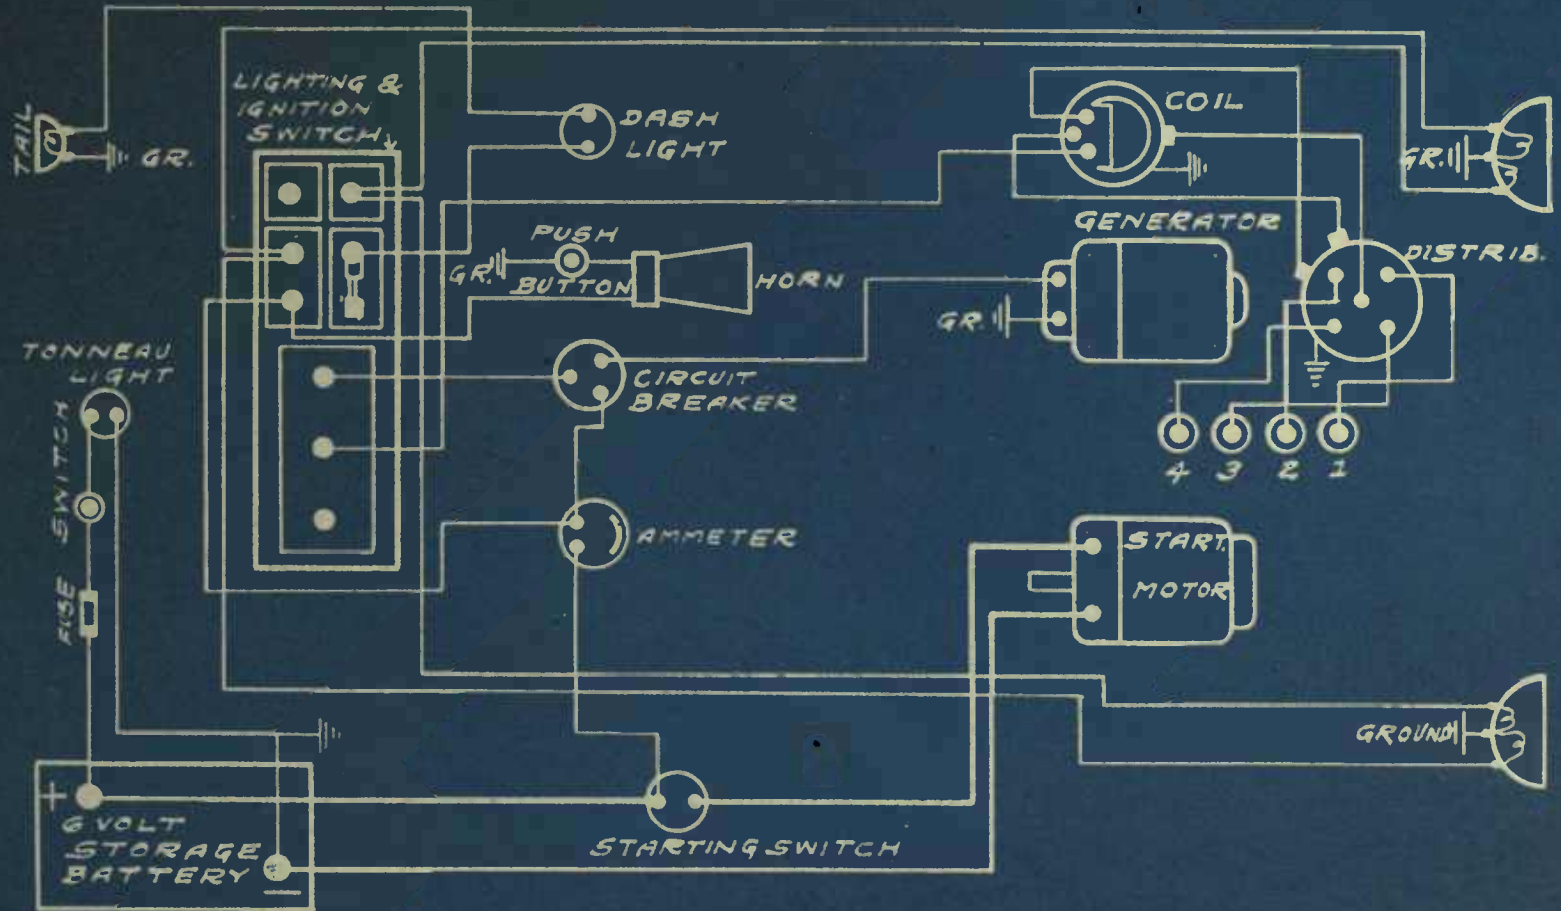 TAIL
GR.
LIGHTING &
IGNITION
SWITCH
DASH
LIGHT
COIL
GR.
GENERATOR
DISTRIB.
PUSH
BUTTON
GR.
HORN
GR.
TONNEAU
LIGHT
SWITCH
FUSE
CIRCUIT
BREAKER
4 3 2 1
AMMETER
START.
MOTOR
GROUND
+
6 VOLT
STORAGE
BATTERY
—
STARTING SWITCH